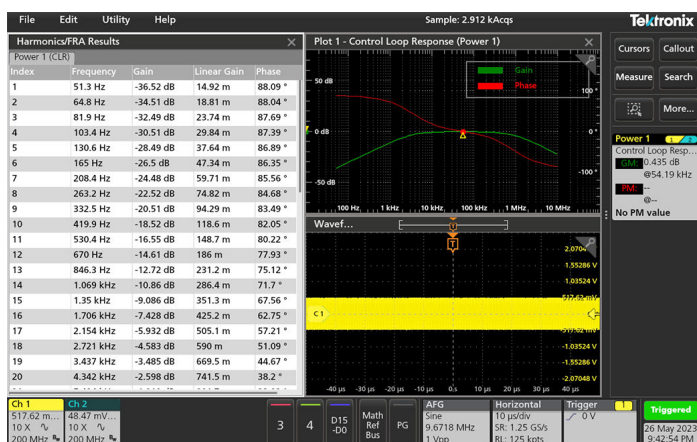 File Edit Utility Help Sample: 2.912 kAcqs Tektronix
Harmonics/FRA Results
Power 1 (CLR)
Index Frequency Gain Linear Gain Phase
1 51.3 Hz -36.52 dB 14.92 m 88.09 °
2 64.8 Hz -34.51 dB 18.81 m 88.04 °
3 81.9 Hz -32.49 dB 23.74 m 87.69 °
4 103.4 Hz -30.51 dB 29.84 m 87.39 °
5 130.6 Hz -28.49 dB 37.64 m 86.89 °
6 165 Hz -26.5 dB 47.34 m 86.35 °
7 208.4 Hz -24.48 dB 59.71 m 85.56 °
8 263.2 Hz -22.52 dB 74.82 m 84.68 °
9 332.5 Hz -20.51 dB 94.29 m 83.49 °
10 419.9 Hz -18.52 dB 118.6 m 82.05 °
11 530.4 Hz -16.55 dB 148.7 m 80.22 °
12 670 Hz -14.61 dB 186 m 77.93 °
13 846.3 Hz -12.72 dB 231.2 m 75.12 °
14 1.069 kHz -10.86 dB 286.4 m 71.7 °
15 1.35 kHz -9.086 dB 351.3 m 67.56 °
16 1.706 kHz -7.428 dB 425.2 m 62.75 °
17 2.154 kHz -5.932 dB 505.1 m 57.21 °
18 2.721 kHz -4.583 dB 590 m 51.09 °
19 3.437 kHz -3.485 dB 669.5 m 44.67 °
20 4.342 kHz -2.598 dB 741.5 m 38.2 °
Plot 1 - Control Loop Response (Power 1)
Gain
Phase
50 dB
100 °
0 dB
0 °
-50 dB
-100 °
100 Hz 1 kHz 10 kHz 100 kHz 1 MHz 10 MHz
Wavef...
T
2.0704
1.55286 V
1.03524 V
517.62 mV
C 1
-517.62 mV
-1.03524 V
-1.55286 V
-2.07048 V
-40 µs -30 µs -20 µs -10 µs 0 s 10 µs 20 µs 30 µs 40 µs
Cursors Callout
Measure Search
More...
Power 1 1 2
Control Loop Resp...
GM: 0.435 dB
@54.19 kHz
PM: --
@--
No PM value
Ch 1
517.62 m...
10 X
200 MHz
Ch 2
48.47 mV...
10 X
200 MHz
3
4
D15
-D0
Math
Ref
Bus
PG
AFG
Sine
9.6718 MHz
1 Vpp
Horizontal
10 µs/div
SR: 1.25 GS/s
RL: 125 kpts
Trigger 1
0 V
Triggered
26 May 2023
9:42:54 PM